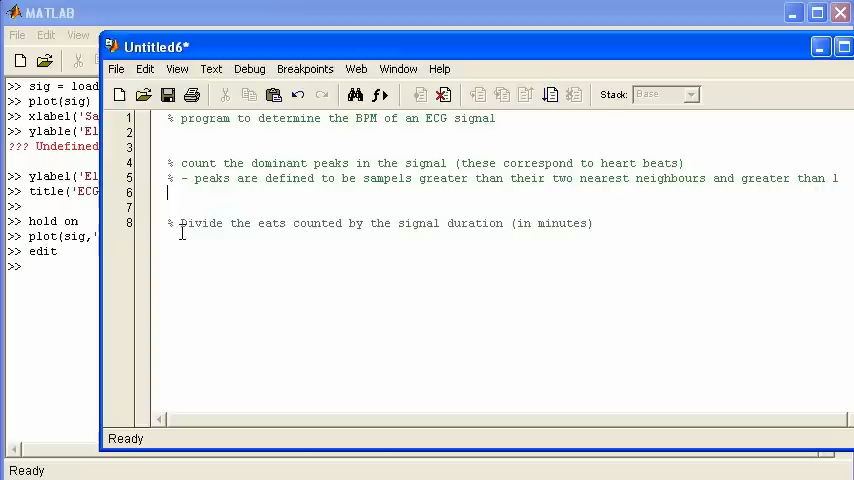 MATLAB
File Edit View
>> sig = load
>> plot(sig)
>> xlabel('Sa
>> ylable('El
??? Undefined
>> ylabel('El
>> title('ECG
>>
>> hold on
>> plot(sig,'
>> edit
>>
Ready
Untitled6*
File Edit View Text Debug Breakpoints Web Window Help
Stack: Base
1 % program to determine the BPM of an ECG signal
2
3
4 % count the dominant peaks in the signal (these correspond to heart beats)
5 % - peaks are defined to be sampels greater than their two nearest neighbours and greater than 1
6
7
8 % Divide the eats counted by the signal duration (in minutes)
Ready